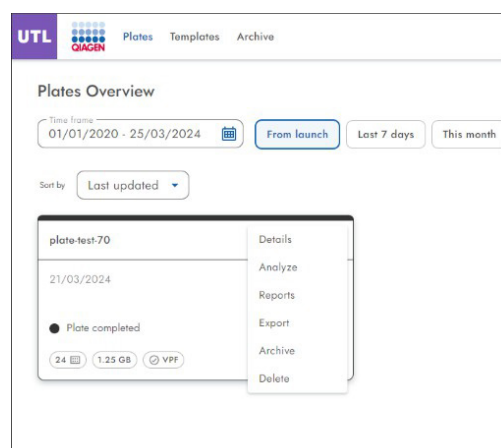 UTL QIAGEN Plates Templates Archive
Plates Overview
Time frame
01/01/2020 - 25/03/2024 From launch Last 7 days This month
Sort by Last updated
plate-test-70
21/03/2024
Plate completed
24 1.25 GB VPF
Details
Analyze
Reports
Export
Archive
Delete